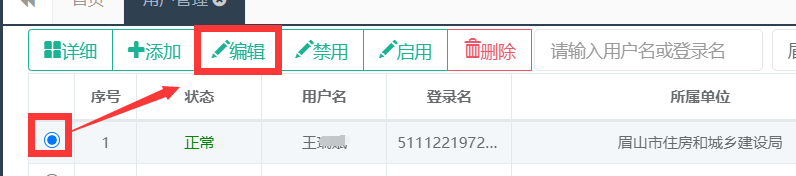 首页 用户管理
详细 添加 编辑 禁用 启用 删除 请输入用户名或登录名 眉
序号 状态 用户名 登录名 所属单位
1 正常 王 5111221972... 眉山市住房和城乡建设局